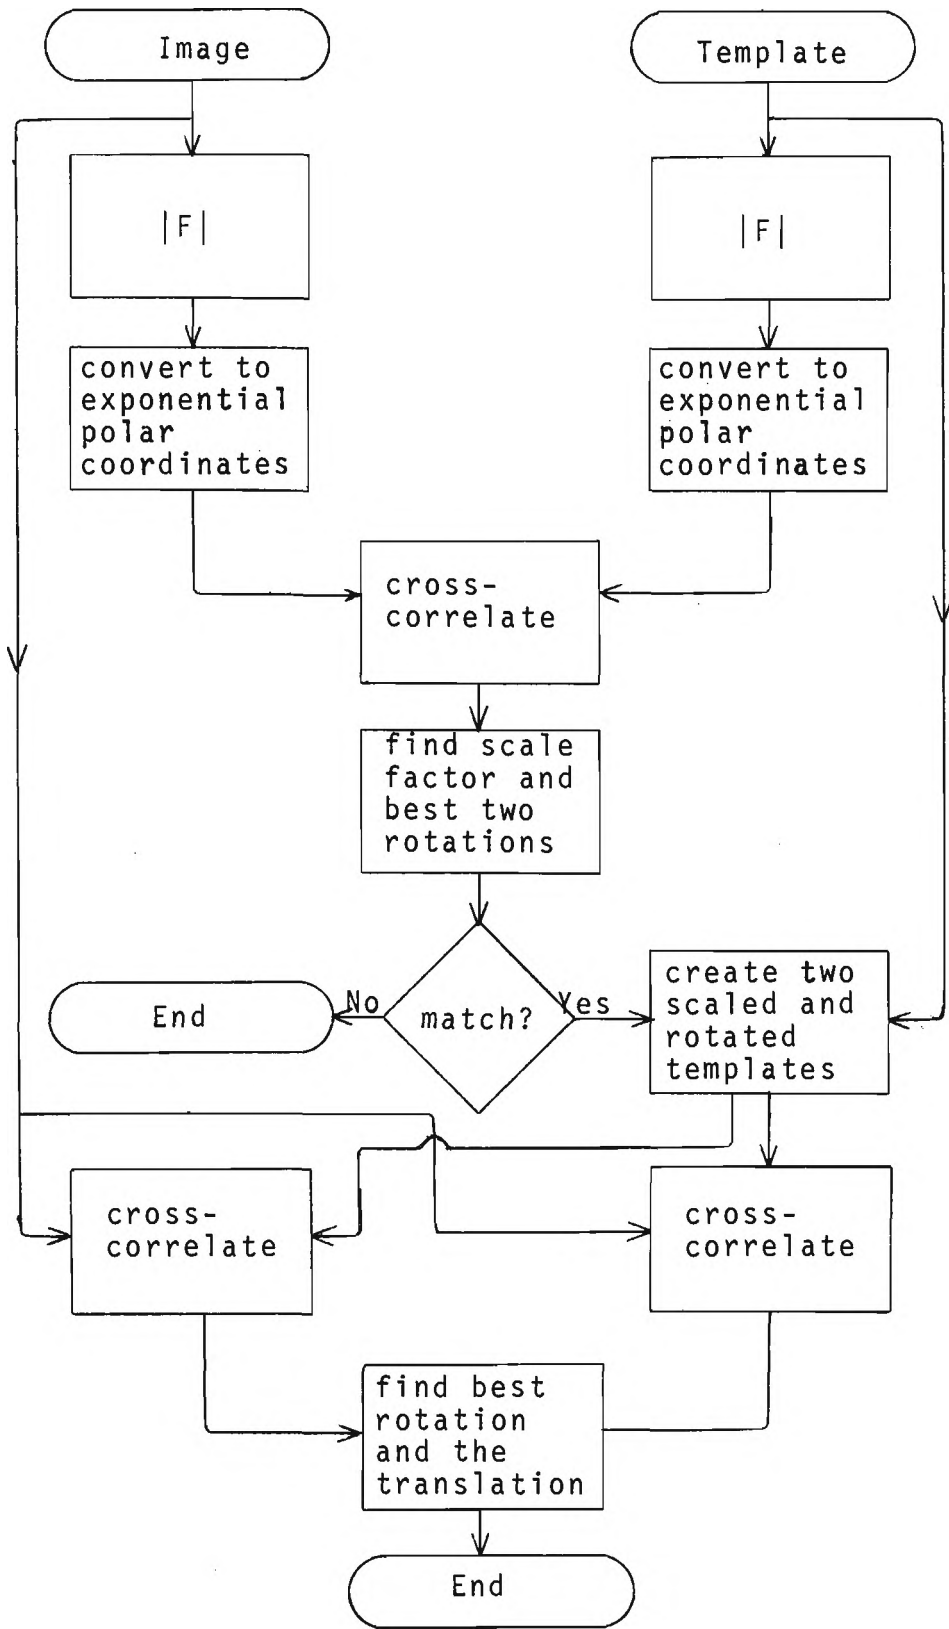 Image
Template
|F|
|F|
convert to
exponential
polar
coordinates
convert to
exponential
polar
coordinates
cross-
correlate
find scale
factor and
best two
rotations
match?
No
End
Yes
create two
scaled and
rotated
templates
cross-
correlate
cross-
correlate
find best
rotation
and the
translation
End